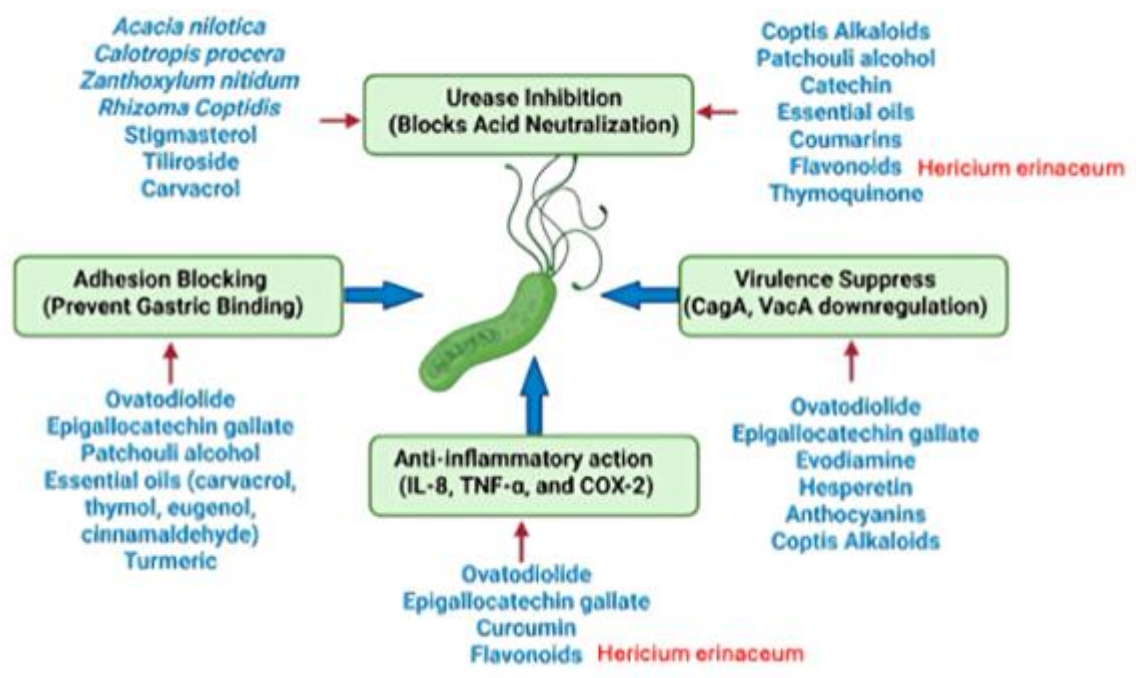 Acacia nilotica
Calotropis procera
Zanthoxylum nitidum
Rhizoma Coptidis
Stigmasterol
Tiliroside
Carvacrol
Urease Inhibition
(Blocks Acid Neutralization)
Coptis Alkaloids
Patchouli alcohol
Catechin
Essential oils
Coumarins
Flavonoids Hericium erinaceum
Thymoquinone
Adhesion Blocking
(Prevent Gastric Binding)
Virulence Suppress
(CagA, VacA downregulation)
Ovatodiolide
Epigallocatechin gallate
Patchouli alcohol
Essential oils (carvacrol,
thymol, eugenol,
cinnamaldehyde)
Turmeric
Anti-inflammatory action
(IL-8, TNF-α, and COX-2)
Ovatodiolide
Epigallocatechin gallate
Curcumin
Flavonoids Hericium erinaceum
Ovatodiolide
Epigallocatechin gallate
Evodiamine
Hesperetin
Anthocyanins
Coptis Alkaloids